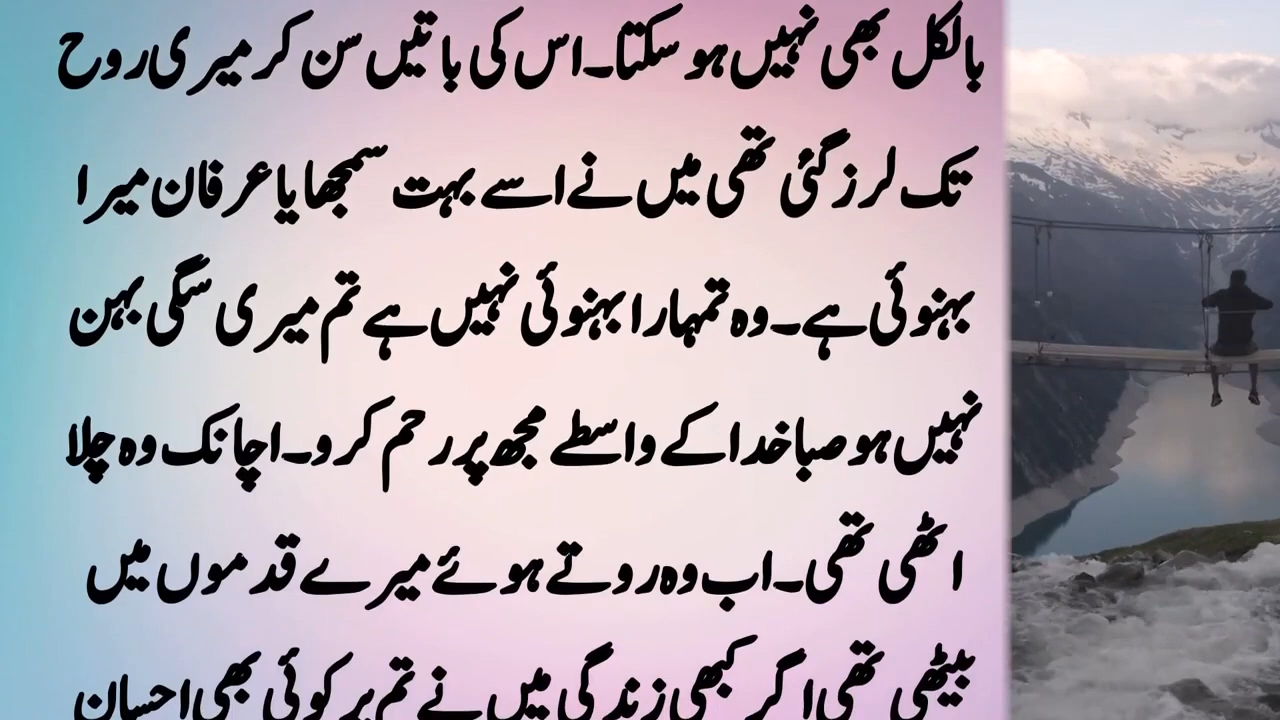 بالکل بھی نہیں ہو سکتا۔ اس کی باتیں سن کر میری روح
تک لرز گئی تھی میں نے اسے بہت سمجھایا عرفان میرا
بہنوئی ہے۔ وہ تمہارا بہنوئی نہیں ہے تم میری سگی بہن
نہیں ہو صبا خدا کے واسطے مجھ پر رحم کرو۔ اچانک وہ چلا
اٹھی تھی۔ اب وہ روتے ہوئے میرے قدموں میں
بیٹھی تھی اگر کبھی زندگی میں نے تم پر کوئی بھی احسان